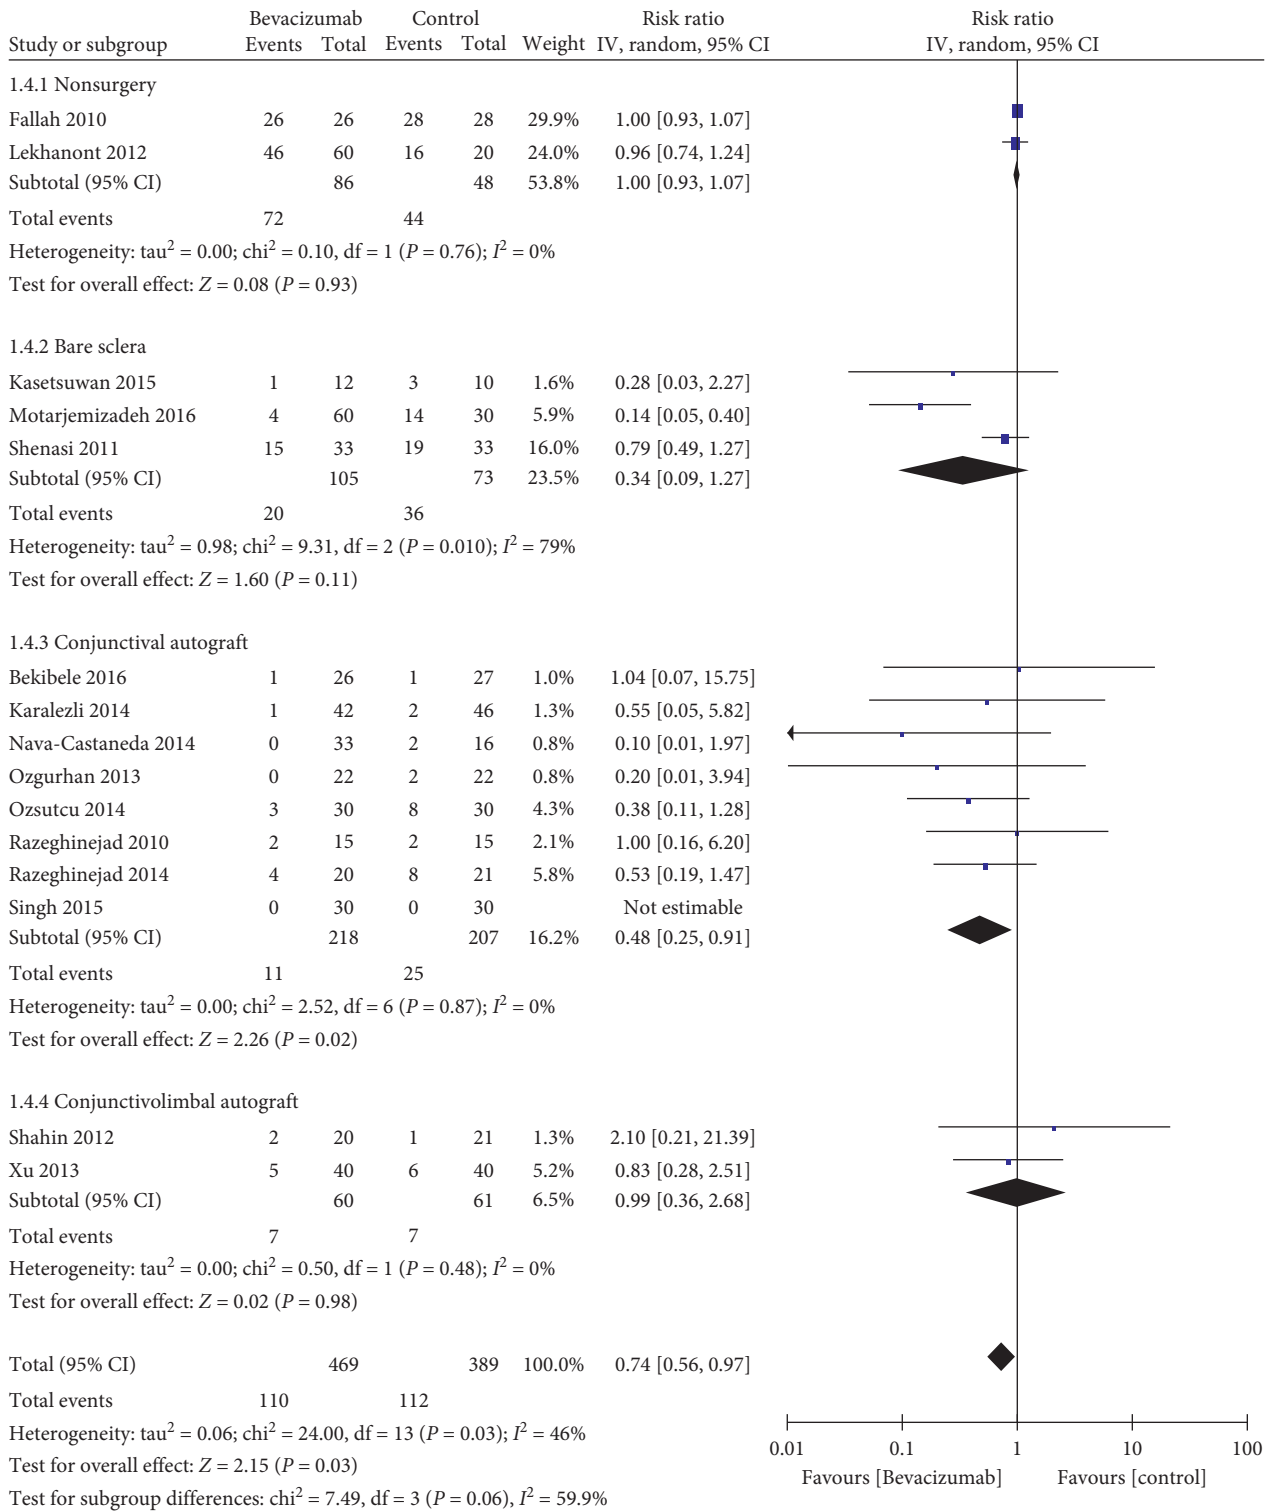 Bevacizumab Control Risk ratio Risk ratio
Study or subgroup Events Total Events Total Weight IV, random, 95% CI IV, random, 95% CI
1.4.1 Nonsurgery
Fallah 2010 26 26 28 28 29.9% 1.00 [0.93, 1.07]
Lekhanont 2012 46 60 16 20 24.0% 0.96 [0.74, 1.24]
Subtotal (95% CI) 86 48 53.8% 1.00 [0.93, 1.07]
Total events 72 44
Heterogeneity: tau² = 0.00; chi² = 0.10, df = 1 (P = 0.76); I² = 0%
Test for overall effect: Z = 0.08 (P = 0.93)
1.4.2 Bare sclera
Kasetsuwan 2015 1 12 3 10 1.6% 0.28 [0.03, 2.27]
Motarjemizadeh 2016 4 60 14 30 5.9% 0.14 [0.05, 0.40]
Shenasi 2011 15 33 19 33 16.0% 0.79 [0.49, 1.27]
Subtotal (95% CI) 105 73 23.5% 0.34 [0.09, 1.27]
Total events 20 36
Heterogeneity: tau² = 0.98; chi² = 9.31, df = 2 (P = 0.010); I² = 79%
Test for overall effect: Z = 1.60 (P = 0.11)
1.4.3 Conjunctival autograft
Bekibele 2016 1 26 1 27 1.0% 1.04 [0.07, 15.75]
Karalezli 2014 1 42 2 46 1.3% 0.55 [0.05, 5.82]
Nava-Castaneda 2014 0 33 2 16 0.8% 0.10 [0.01, 1.97]
Ozgurhan 2013 0 22 2 22 0.8% 0.20 [0.01, 3.94]
Ozsutcu 2014 3 30 8 30 4.3% 0.38 [0.11, 1.28]
Razeghinejad 2010 2 15 2 15 2.1% 1.00 [0.16, 6.20]
Razeghinejad 2014 4 20 8 21 5.8% 0.53 [0.19, 1.47]
Singh 2015 0 30 0 30 Not estimable
Subtotal (95% CI) 218 207 16.2% 0.48 [0.25, 0.91]
Total events 11 25
Heterogeneity: tau² = 0.00; chi² = 2.52, df = 6 (P = 0.87); I² = 0%
Test for overall effect: Z = 2.26 (P = 0.02)
1.4.4 Conjunctivolimbal autograft
Shahin 2012 2 20 1 21 1.3% 2.10 [0.21, 21.39]
Xu 2013 5 40 6 40 5.2% 0.83 [0.28, 2.51]
Subtotal (95% CI) 60 61 6.5% 0.99 [0.36, 2.68]
Total events 7 7
Heterogeneity: tau² = 0.00; chi² = 0.50, df = 1 (P = 0.48); I² = 0%
Test for overall effect: Z = 0.02 (P = 0.98)
Total (95% CI) 469 389 100.0% 0.74 [0.56, 0.97]
Total events 110 112
Heterogeneity: tau² = 0.06; chi² = 24.00, df = 13 (P = 0.03); I² = 46%
Test for overall effect: Z = 2.15 (P = 0.03)
Test for subgroup differences: chi² = 7.49, df = 3 (P = 0.06), I² = 59.9%
0.01 0.1 1 10 100
Favours [Bevacizumab] Favours [control]